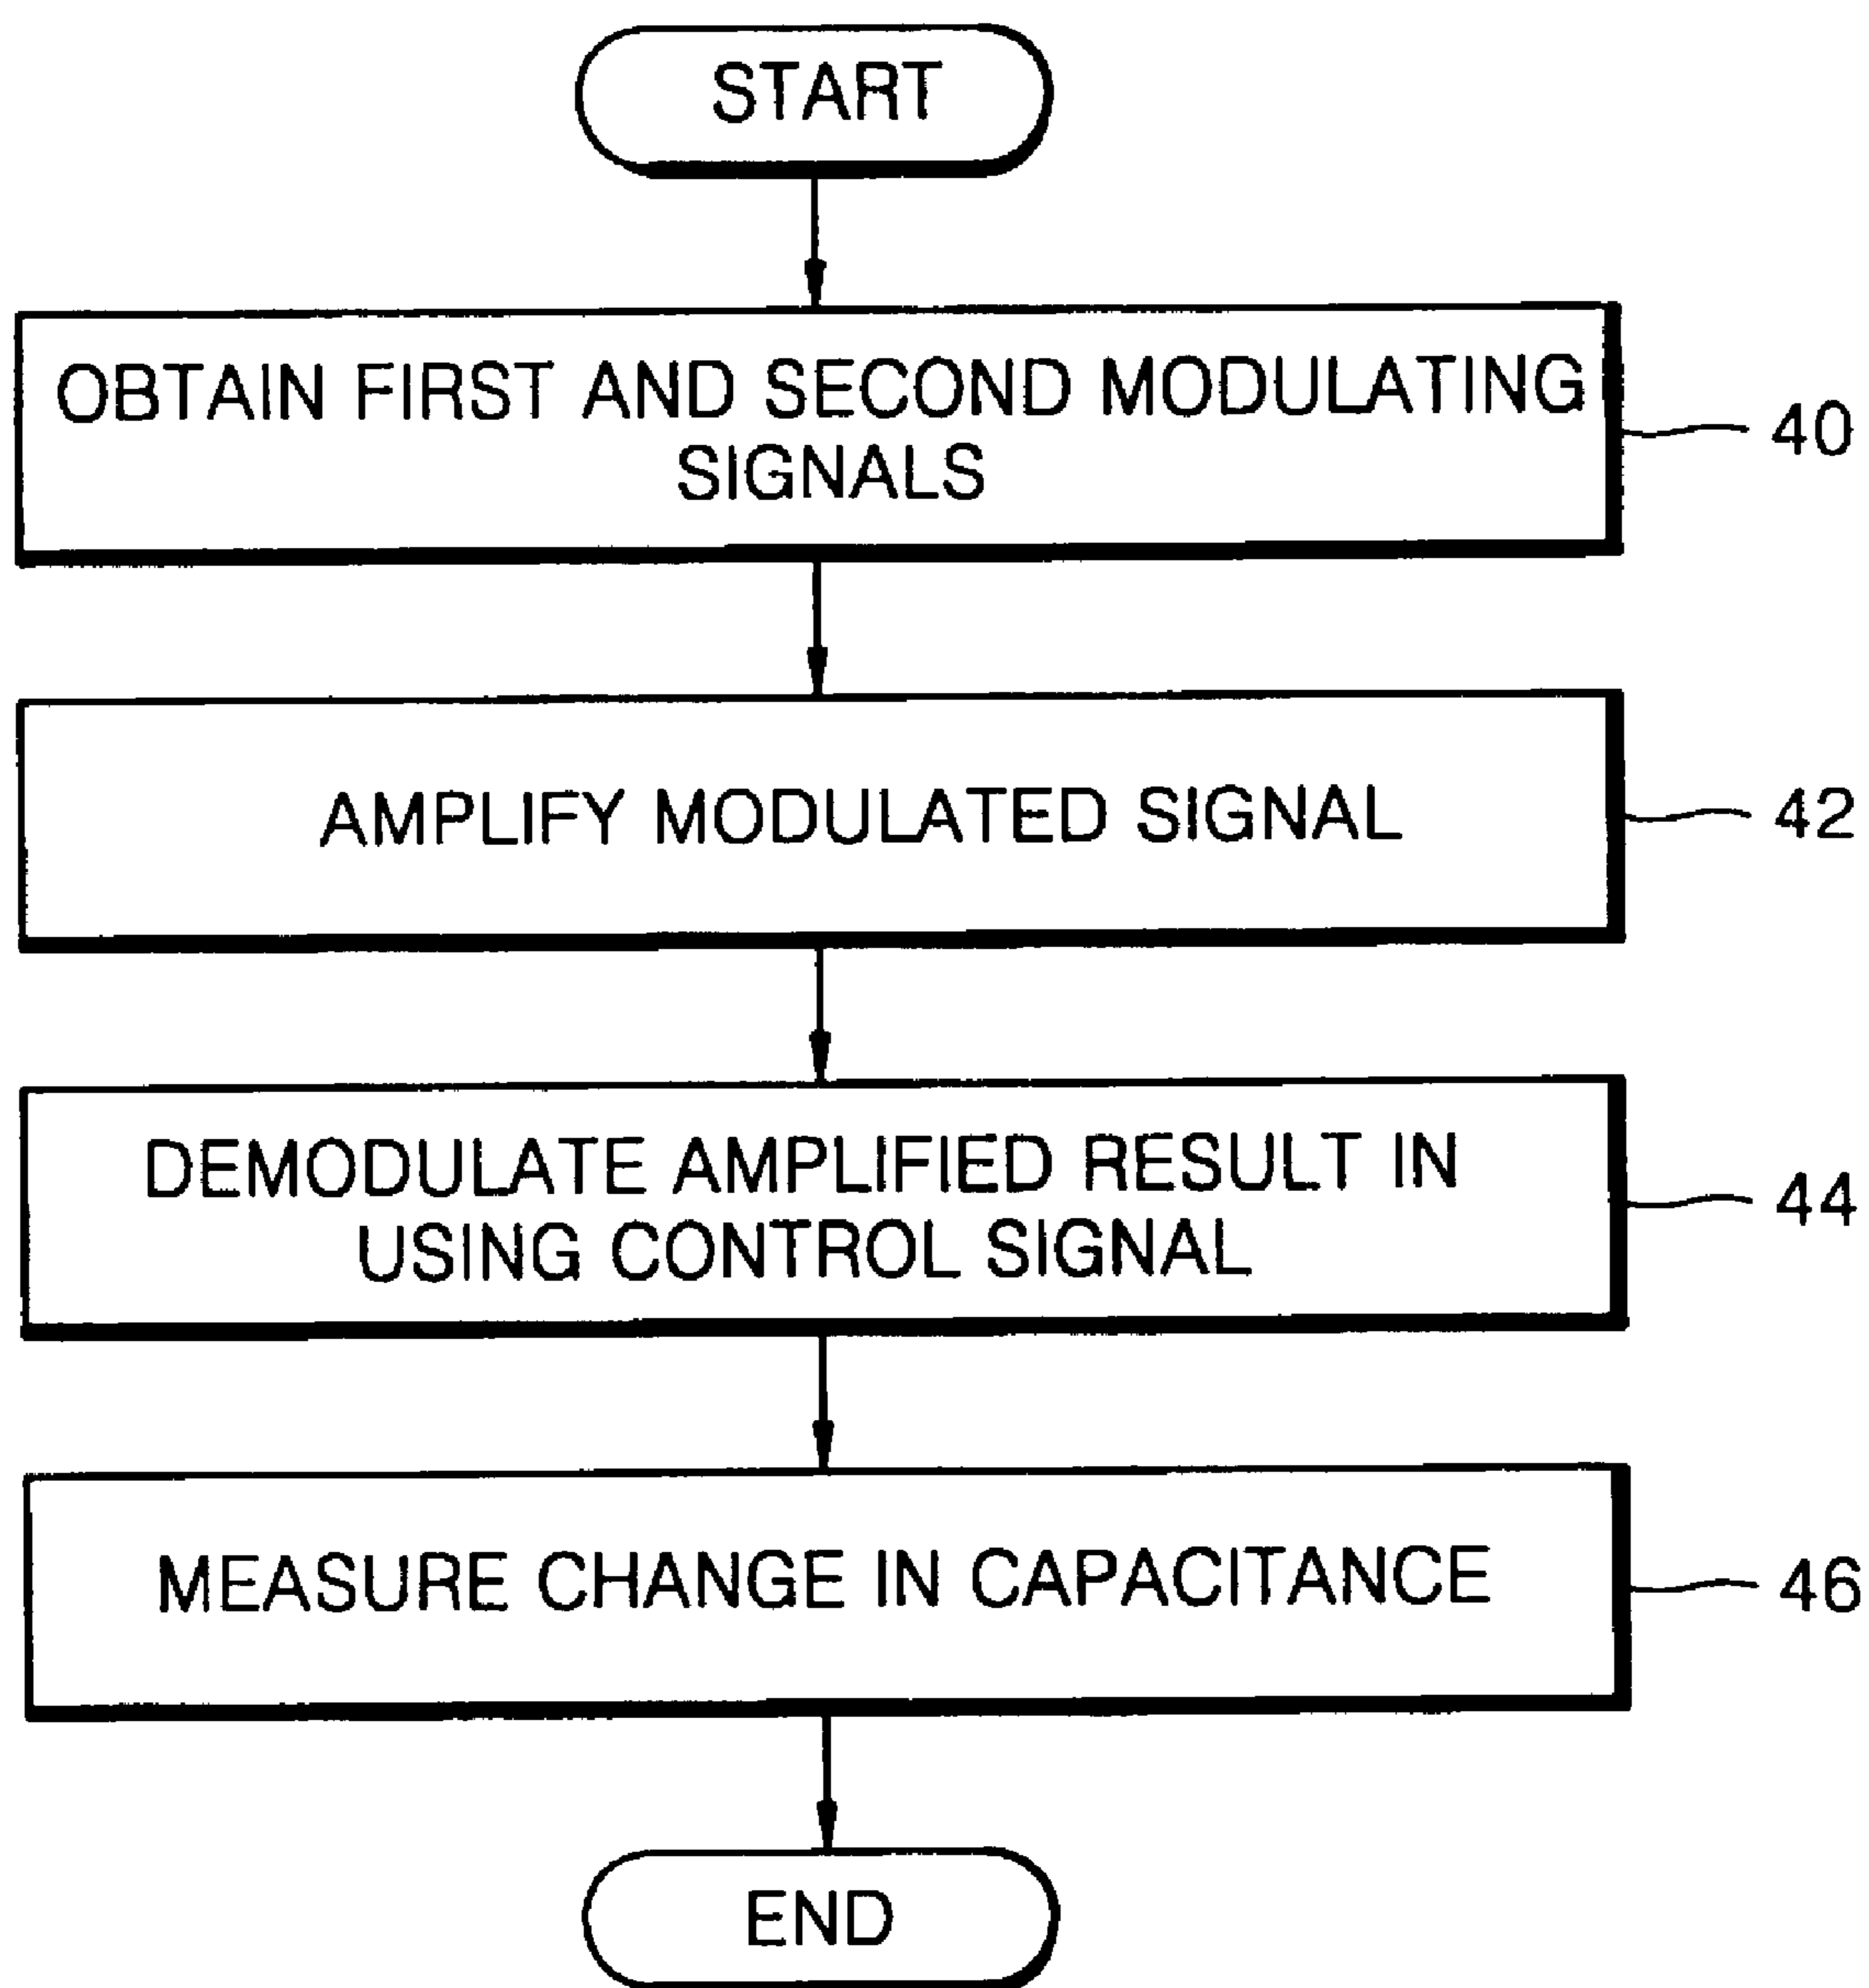 START
OBTAIN FIRST AND SECOND MODULATING
SIGNALS
40
AMPLIFY MODULATED SIGNAL
42
DEMODULATE AMPLIFIED RESULT IN
USING CONTROL SIGNAL
44
MEASURE CHANGE IN CAPACITANCE
46
END